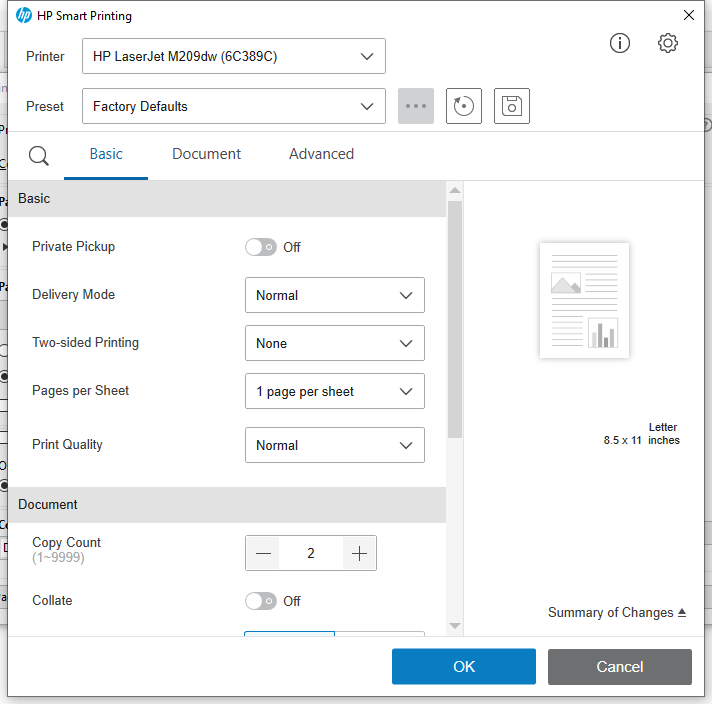 hp HP Smart Printing
Printer HP LaserJet M209dw (6C389C)
Preset Factory Defaults
Basic Document Advanced
Basic
Private Pickup Off
Delivery Mode Normal
Two-sided Printing None
Pages per Sheet 1 page per sheet
Print Quality Normal
Letter
8.5 x 11 inches
Document
Copy Count 2
(1~9999)
Collate Off
Summary of Changes
OK Cancel